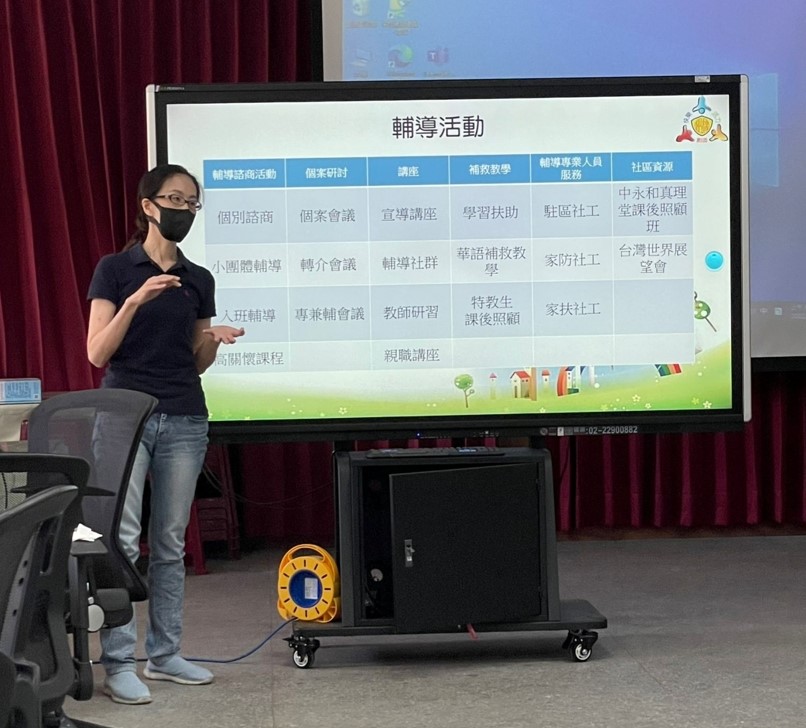 輔導活動
輔導諮商活動 個案研討 講座 補救教學 輔導專業人員 社區資源
服務
個別諮商 個案會議 宣導講座 學習扶助 駐區社工 中永和真理
堂課後照顧
班
小團體輔導 轉介會議 輔導社群 華語補救教 家防社工 台灣世界展
學 望會
入班輔導 專兼輔會議 教師研習 特教生 家扶社工
課後照顧
高關懷課程 親職講座
02-22900882